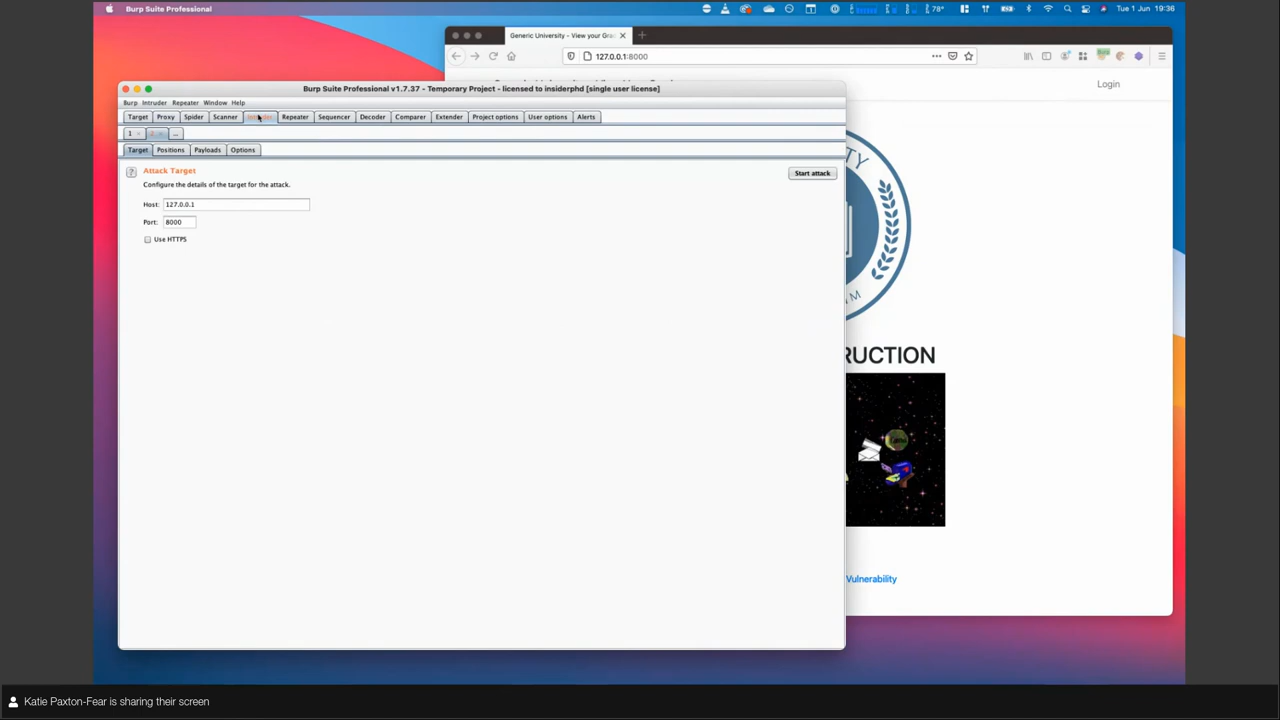 Burp Suite Professional
78°
Tue 1 Jun 19:36
Generic University - View your Gra
127.0.0.1:8000
Login
Burp Suite Professional v1.7.37 - Temporary Project - licensed to insiderphd [single user license]
Burp Intruder Repeater Window Help
Target Proxy Spider Scanner Intruder Repeater Sequencer Decoder Comparer Extender Project options User options Alerts
1 × 2 × ...
Target Positions Payloads Options
? Attack Target
Start attack
Configure the details of the target for the attack.
Host: 127.0.0.1
Port: 8000
Use HTTPS
TY
M
RUCTION
Vulnerability
Katie Paxton-Fear is sharing their screen